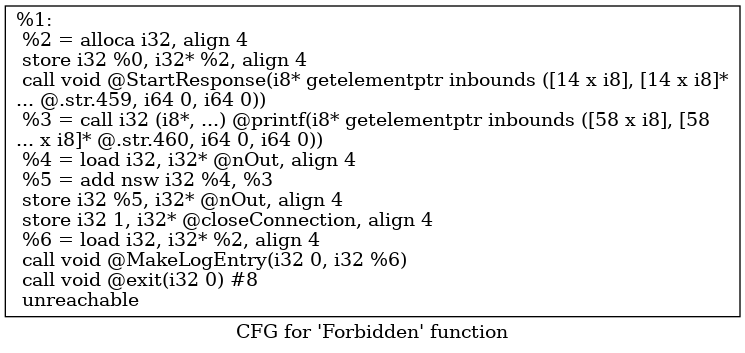 %1:
%2 = alloca i32, align 4
store i32 %0, i32* %2, align 4
call void @StartResponse(i8* getelementptr inbounds ([14 x i8], [14 x i8]*
... @.str.459, i64 0, i64 0))
%3 = call i32 (i8*, ...) @printf(i8* getelementptr inbounds ([58 x i8], [58
... x i8]* @.str.460, i64 0, i64 0))
%4 = load i32, i32* @nOut, align 4
%5 = add nsw i32 %4, %3
store i32 %5, i32* @nOut, align 4
store i32 1, i32* @closeConnection, align 4
%6 = load i32, i32* %2, align 4
call void @MakeLogEntry(i32 0, i32 %6)
call void @exit(i32 0) #8
unreachable
CFG for 'Forbidden' function